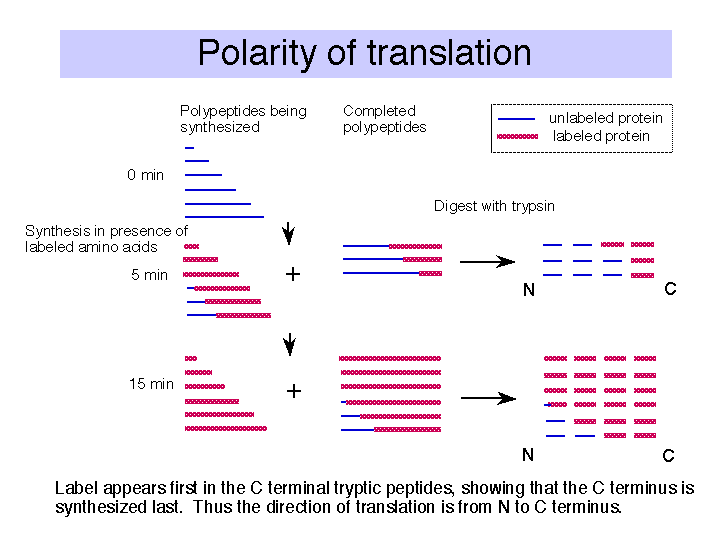 Polarity of translation
Polypeptides being
synthesized
Completed
polypeptides
unlabeled protein
labeled protein
0 min
Digest with trypsin
Synthesis in presence of
labeled amino acids
5 min
+
N
C
15 min
+
N
C
Label appears first in the C terminal tryptic peptides, showing that the C terminus is
synthesized last.  Thus the direction of translation is from N to C terminus.